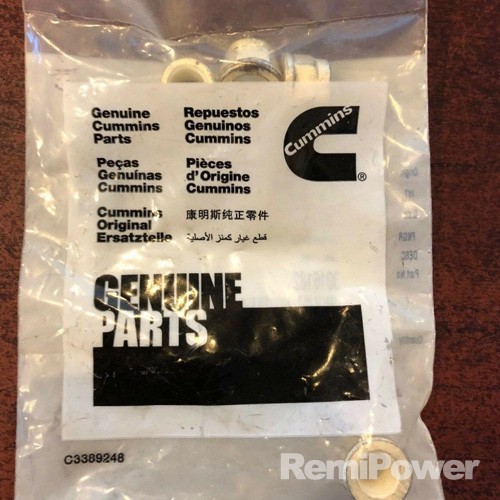 Genuine
Cummins
Parts
Repuestos
Genuinos
Cummins
Cummins
®
Peças
Genuínas
Cummins
Pièces
d'Origine
Cummins
Cummins
Original
Ersatzteile
康明斯纯正零件
قطع غيار كمنز الأصلية
GENUINE
PARTS
C3389248
RemiPower